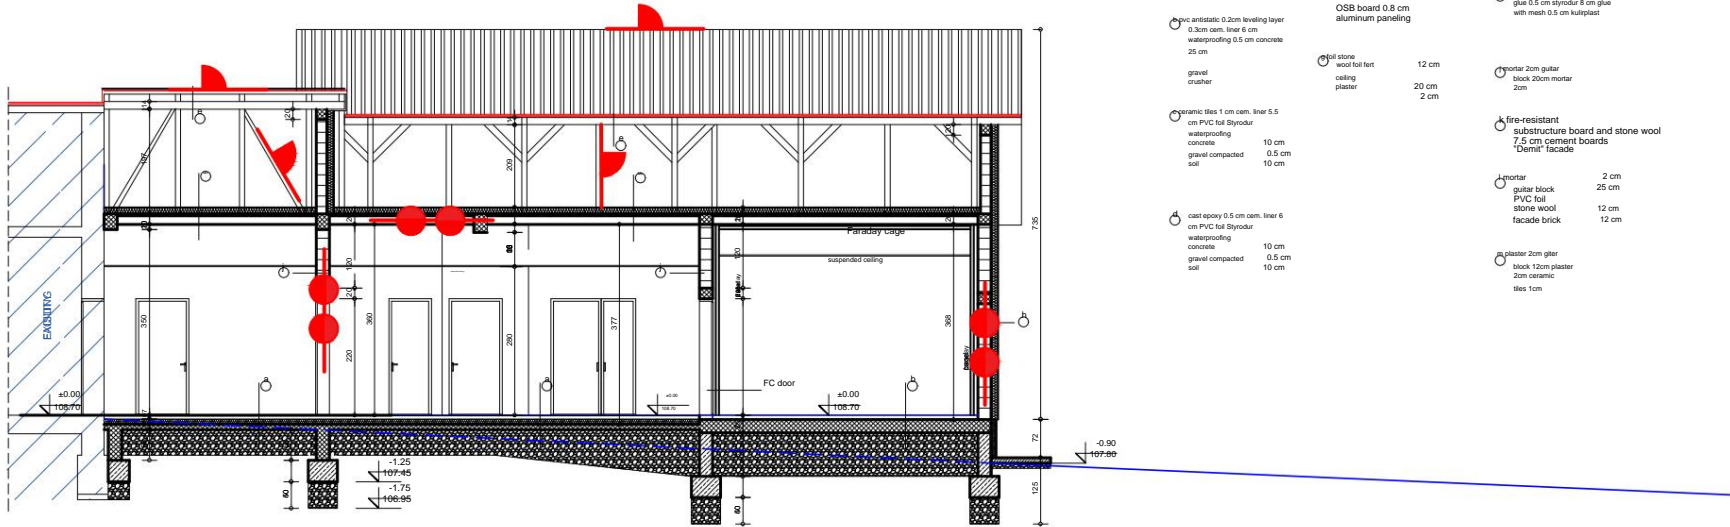 OSB board 0.8 cm
aluminum paneling
glue 0.5 cm styrodur 8 cm glue
with mesh 0.5 cm kulirplast
b pvc antistatic 0.2cm leveling layer
0.3cm cem. liner 6 cm
waterproofing 0.5 cm concrete
25 cm
gravel
crusher
g foil stone
wool foil fert 12 cm
ceiling 20 cm
plaster 2 cm
j mortar 2cm guitar
block 20cm mortar
2cm
c ceramic tiles 1 cm cem. liner 5.5
cm PVC foil Styrodur
waterproofing
concrete 10 cm
gravel compacted 0.5 cm
soil 10 cm
k fire-resistant
substructure board and stone wool
7.5 cm cement boards
"Demit" facade
l mortar 2 cm
guitar block 25 cm
PVC foil
stone wool 12 cm
facade brick 12 cm
d cast epoxy 0.5 cm cem. liner 6
cm PVC foil Styrodur
waterproofing
concrete 10 cm
gravel compacted 0.5 cm
soil 10 cm
m plaster 2cm giter
block 12cm plaster
2cm ceramic
tiles 1cm
e
e
209
735
Faraday cage
suspended ceiling
120
120
20
350
360
377
368
220
280
h
a
a
b
FC door
±0.00
108.70
±0.00
108.70
±0.00
108.70
-0.90
107.80
72
125
-1.25
107.45
-1.75
106.95